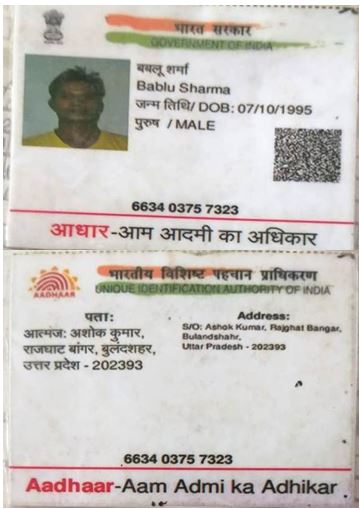 भारत सरकार
GOVERNMENT OF INDIA
बबलू शर्मा
Bablu Sharma
जन्म तिथि/ DOB: 07/10/1995
पुरुष / MALE
6634 0375 7323
आधार-आम आदमी का अधिकार
भारतीय विशिष्ट पहचान प्राधिकरण
UNIQUE IDENTIFICATION AUTHORITY OF INDIA
AADHAAR
पता:
आत्मज: अशोक कुमार,
राजघाट बांगर, बुलंदशहर,
उत्तर प्रदेश - 202393
Address:
S/O: Ashok Kumar, Rajghat Bangar,
Bulandshahr,
Uttar Pradesh - 202393
6634 0375 7323
Aadhaar-Aam Admi ka Adhikar